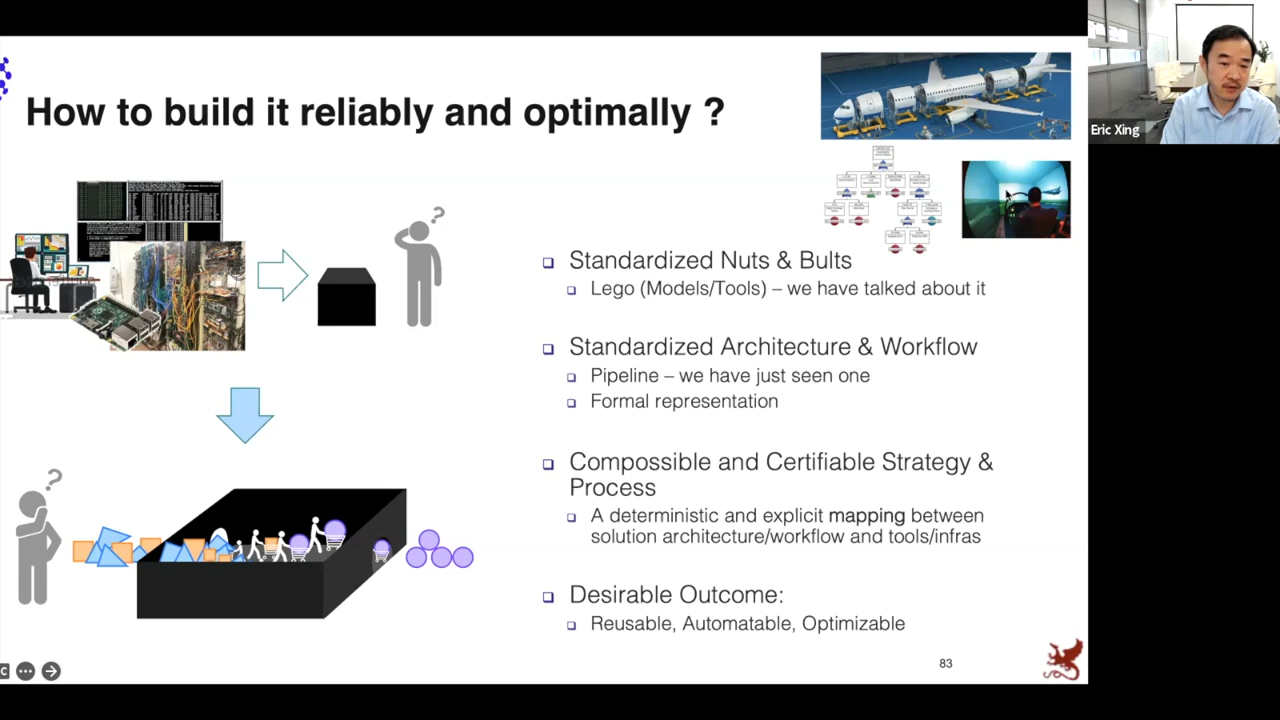 How to build it reliably and optimally ?
Eric Xing
?
Standardized Nuts & Bults
Lego (Models/Tools) – we have talked about it
Standardized Architecture & Workflow
Pipeline – we have just seen one
Formal representation
?
Compossible and Certifiable Strategy &
Process
A deterministic and explicit mapping between
solution architecture/workflow and tools/infras
Desirable Outcome:
Reusable, Automatable, Optimizable
83